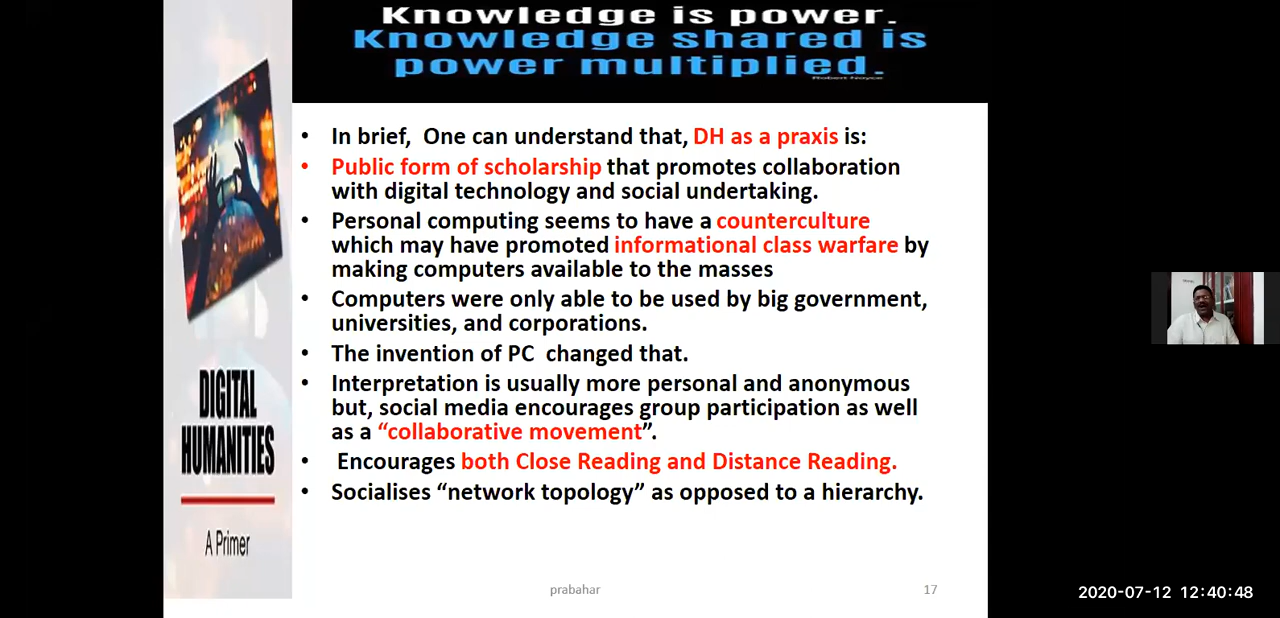 Knowledge is power.
Knowledge shared is
power multiplied.
Robert Noyce
• In brief,  One can understand that, DH as a praxis is:
• Public form of scholarship that promotes collaboration
with digital technology and social undertaking.
• Personal computing seems to have a counterculture
which may have promoted informational class warfare by
making computers available to the masses
• Computers were only able to be used by big government,
universities, and corporations.
• The invention of PC  changed that.
• Interpretation is usually more personal and anonymous
but, social media encourages group participation as well
as a “collaborative movement”.
• Encourages both Close Reading and Distance Reading.
• Socialises “network topology” as opposed to a hierarchy.
DIGITAL
HUMANITIES
A Primer
prabahar
17
2020-07-12 12:40:48